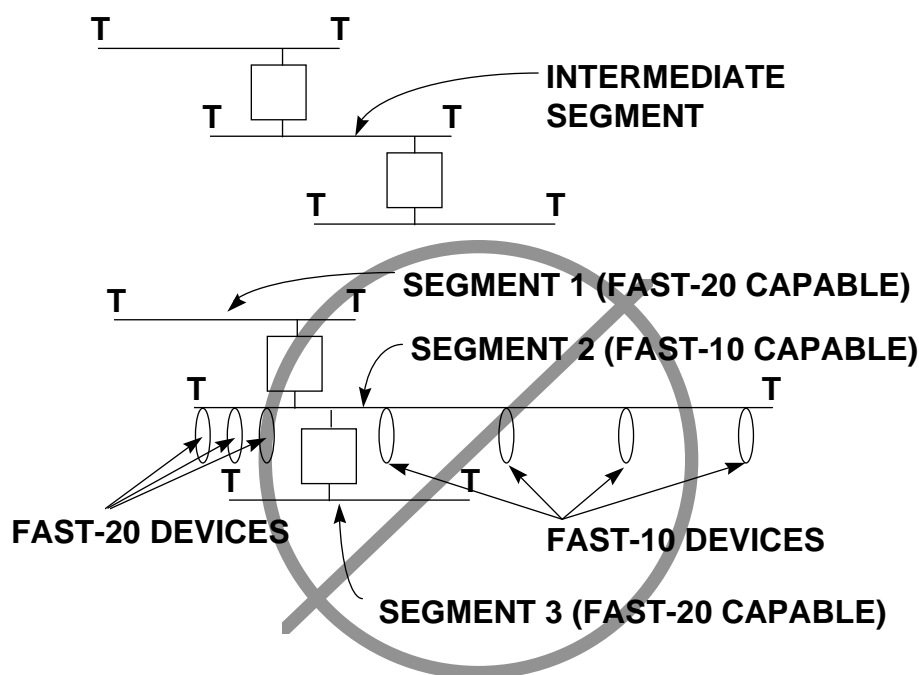 T T
INTERMEDIATE
SEGMENT
T T
T T
SEGMENT 1 (FAST-20 CAPABLE)
T T
SEGMENT 2 (FAST-10 CAPABLE)
T T
T T
FAST-20 DEVICES
FAST-10 DEVICES
SEGMENT 3 (FAST-20 CAPABLE)